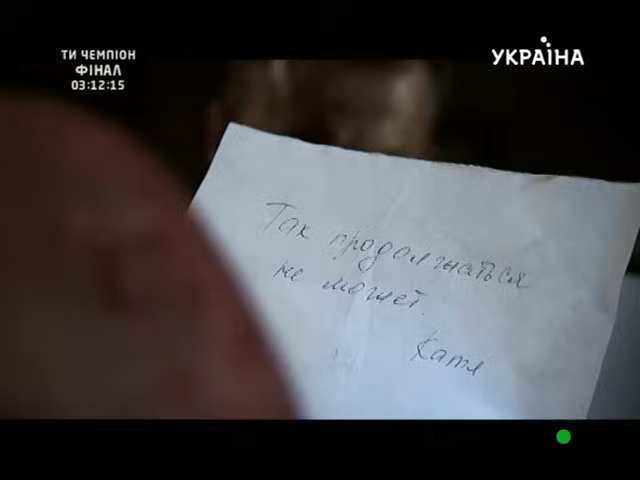 ТИ ЧЕМПІОН
ФІНАЛ
03:12:15
УКРАЇНА
Так продолжаться
не может.
Катя